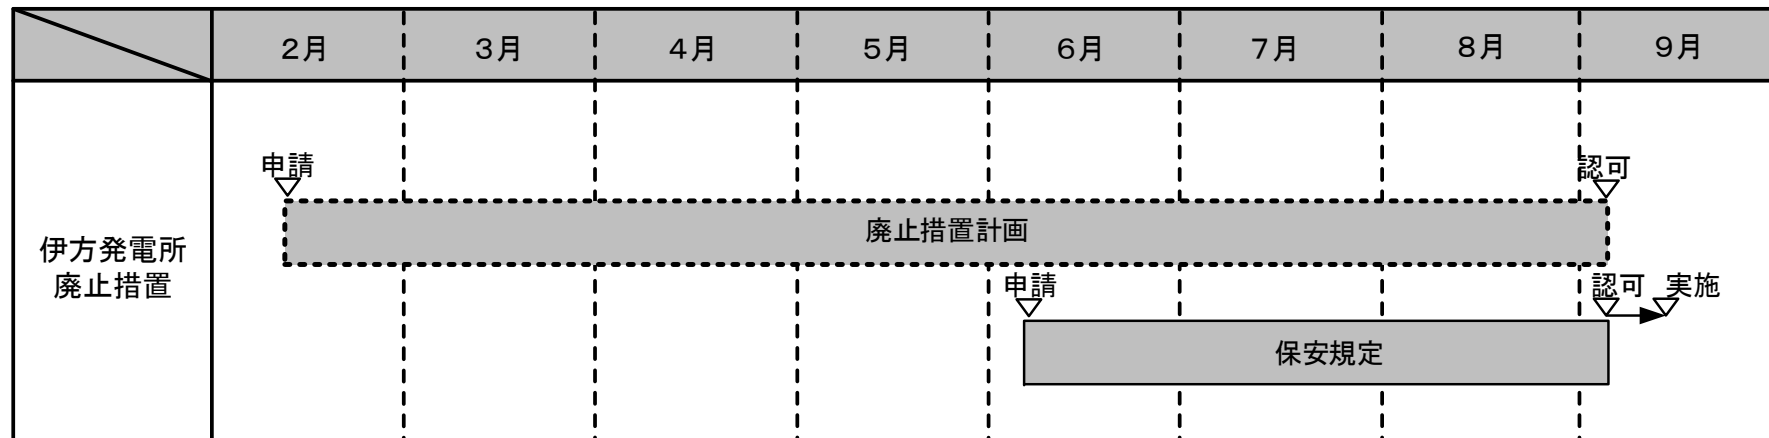 2月 3月 4月 5月 6月 7月 8月 9月
申請
認可
廃止措置計画
伊方発電所
廃止措置
申請
認可 実施
保安規定